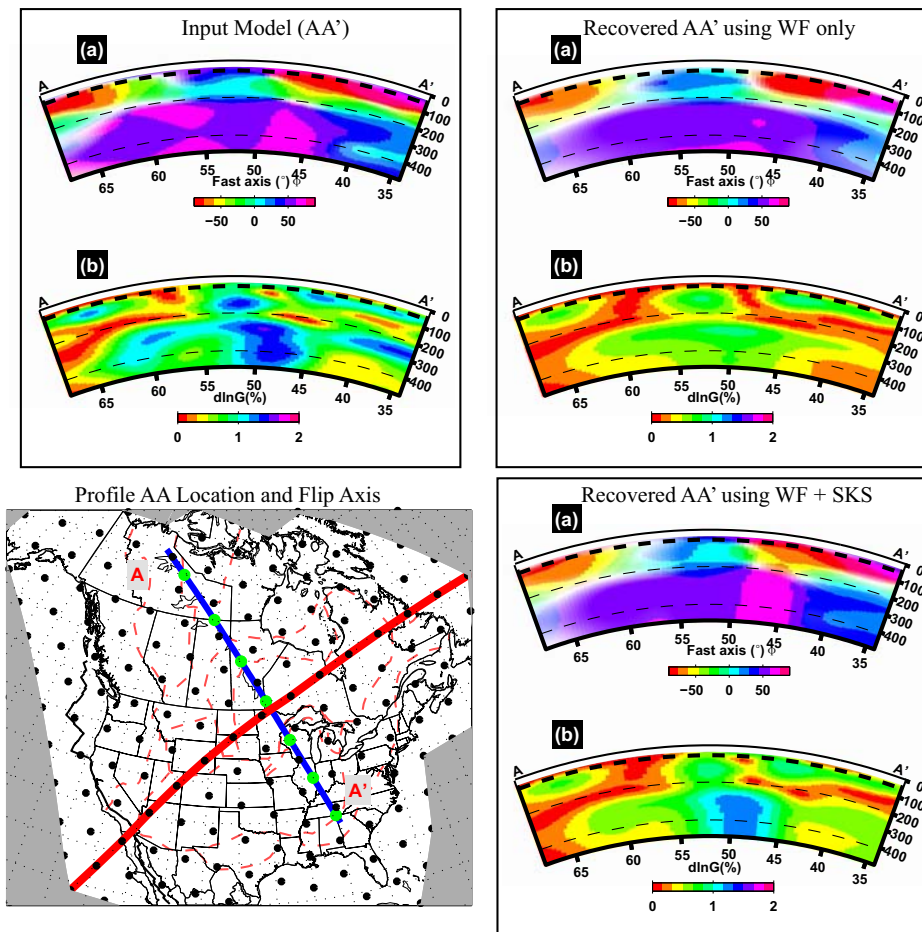 Input Model (AA’)
(a)
A
A’
0
100
200
300
400
65
60
55
50
45
40
35
Fast axis (°) Φ
−50 0 50
(b)
A
A’
0
100
200
300
400
65
60
55
50
45
40
35
dlnG(%)
0 1 2
Recovered AA’ using WF only
(a)
A
A’
0
100
200
300
400
65
60
55
50
45
40
35
Fast axis (°) Φ
−50 0 50
(b)
A
A’
0
100
200
300
400
65
60
55
50
45
40
35
dlnG(%)
0 1 2
Profile AA Location and Flip Axis
A
A’
Recovered AA’ using WF + SKS
(a)
A
A’
0
100
200
300
400
65
60
55
50
45
40
35
Fast axis (°) Φ
−50 0 50
(b)
A
A’
0
100
200
300
400
65
60
55
50
45
40
35
dlnG(%)
0 1 2